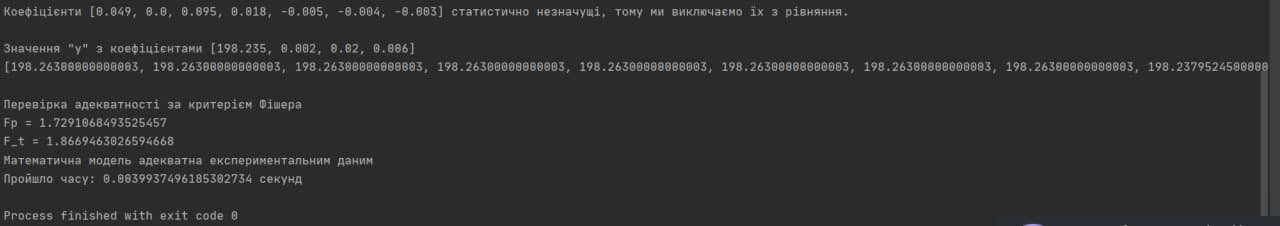 Коефіцієнти [0.049, 0.0, 0.095, 0.018, -0.005, -0.004, -0.003] статистично незначущі, тому ми виключаємо їх з рівняння.
Значення "y" з коефіцієнтами [198.235, 0.002, 0.02, 0.006]
[198.26300000000003, 198.26300000000003, 198.26300000000003, 198.26300000000003, 198.26300000000003, 198.26300000000003, 198.26300000000003, 198.26300000000003, 198.2379524500000
Перевірка адекватності за критерієм Фішера
Fp = 1.7291068493525457
F_t = 1.8669463026594668
Математична модель адекватна експериментальним даним
Пройшло часу: 0.0039937496185302734 секунд
Process finished with exit code 0